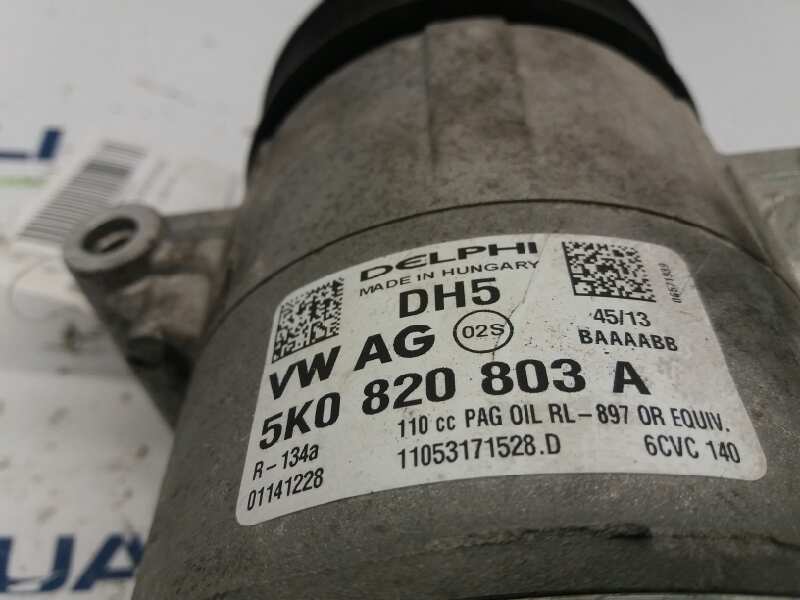 DELPHI
MADE IN HUNGARY
DH5
VW AG 02S
45/13
BAAAABB
5K0 820 803 A
110 cc PAG OIL RL-897 OR EQUIV.
R-134a
11053171528.D
6CVC 140
01141228